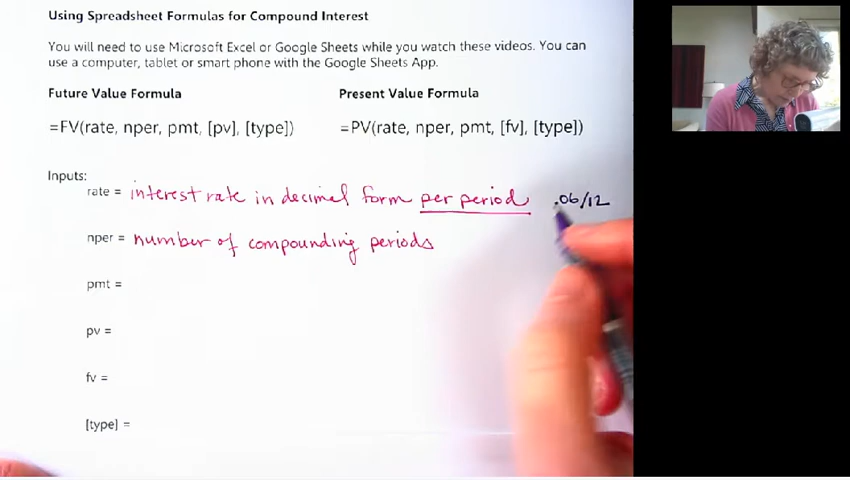 Using Spreadsheet Formulas for Compound Interest
You will need to use Microsoft Excel or Google Sheets while you watch these videos. You can
use a computer, tablet or smart phone with the Google Sheets App.
Future Value Formula
=FV(rate, nper, pmt, [pv], [type])
Present Value Formula
=PV(rate, nper, pmt, [fv], [type])
Inputs:
rate = interest rate in decimal form per period .06/12
nper = number of compounding periods
pmt =
pv =
fv =
[type] =